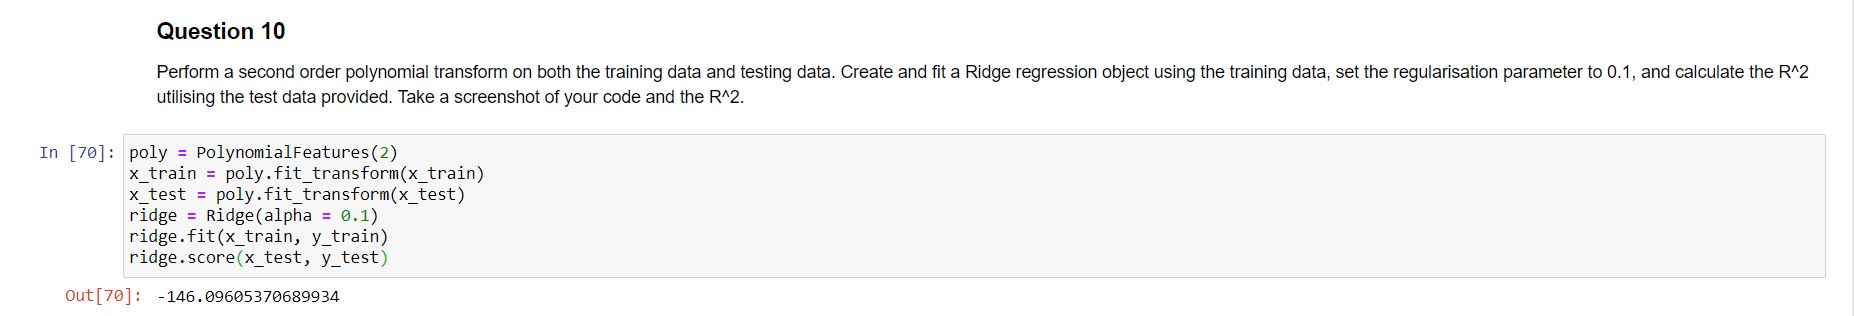 Question 10
Perform a second order polynomial transform on both the training data and testing data. Create and fit a Ridge regression object using the training data, set the regularisation parameter to 0.1, and calculate the R^2
utilising the test data provided. Take a screenshot of your code and the R^2.
In [70]: poly = PolynomialFeatures(2)
x_train = poly.fit_transform(x_train)
x_test = poly.fit_transform(x_test)
ridge = Ridge(alpha = 0.1)
ridge.fit(x_train, y_train)
ridge.score(x_test, y_test)
Out[70]: -146.09605370689934